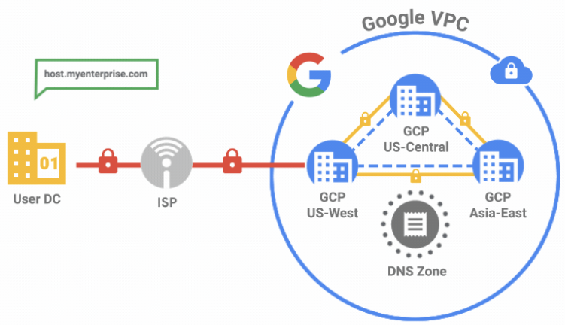 Google VPC
host.myenterprise.com
G
GCP
US-Central
01
User DC
ISP
GCP
US-West
GCP
Asia-East
DNS Zone